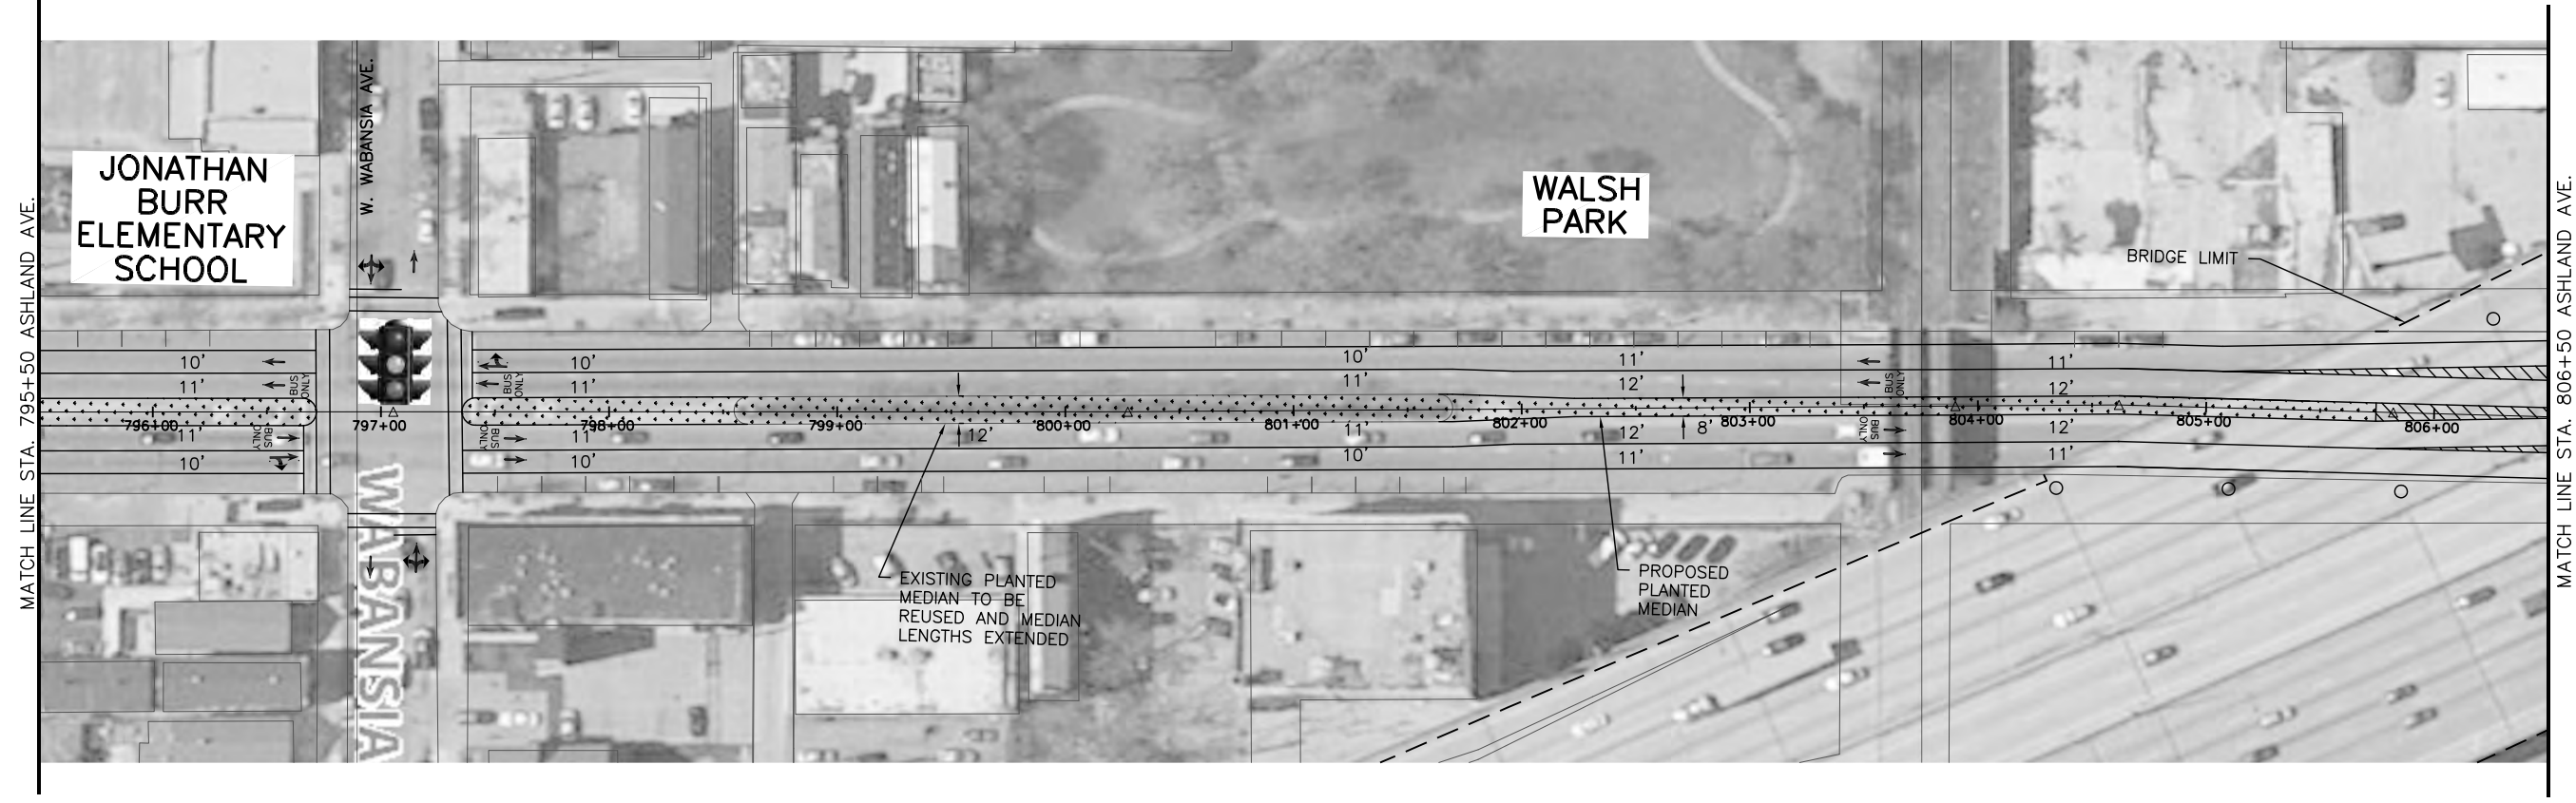 MATCH LINE STA. 795+50 ASHLAND AVE.
JONATHAN
BURR
ELEMENTARY
SCHOOL
W. WABANSIA AVE.
WALSH
PARK
BRIDGE LIMIT
10'
11'
BUS
ONLY
BUS
ONLY
10'
11'
10'
11'
11'
12'
BUS
ONLY
11'
12'
796+00
797+00
798+00
799+00
800+00
801+00
802+00
803+00
804+00
805+00
806+00
11'
10'
BUS
ONLY
BUS
ONLY
11'
10'
12'
11'
10'
12'
11'
8'
BUS
ONLY
12'
11'
WABANSIA
EXISTING PLANTED
MEDIAN TO BE
REUSED AND MEDIAN
LENGTHS EXTENDED
PROPOSED
PLANTED
MEDIAN
MATCH LINE STA. 806+50 ASHLAND AVE.